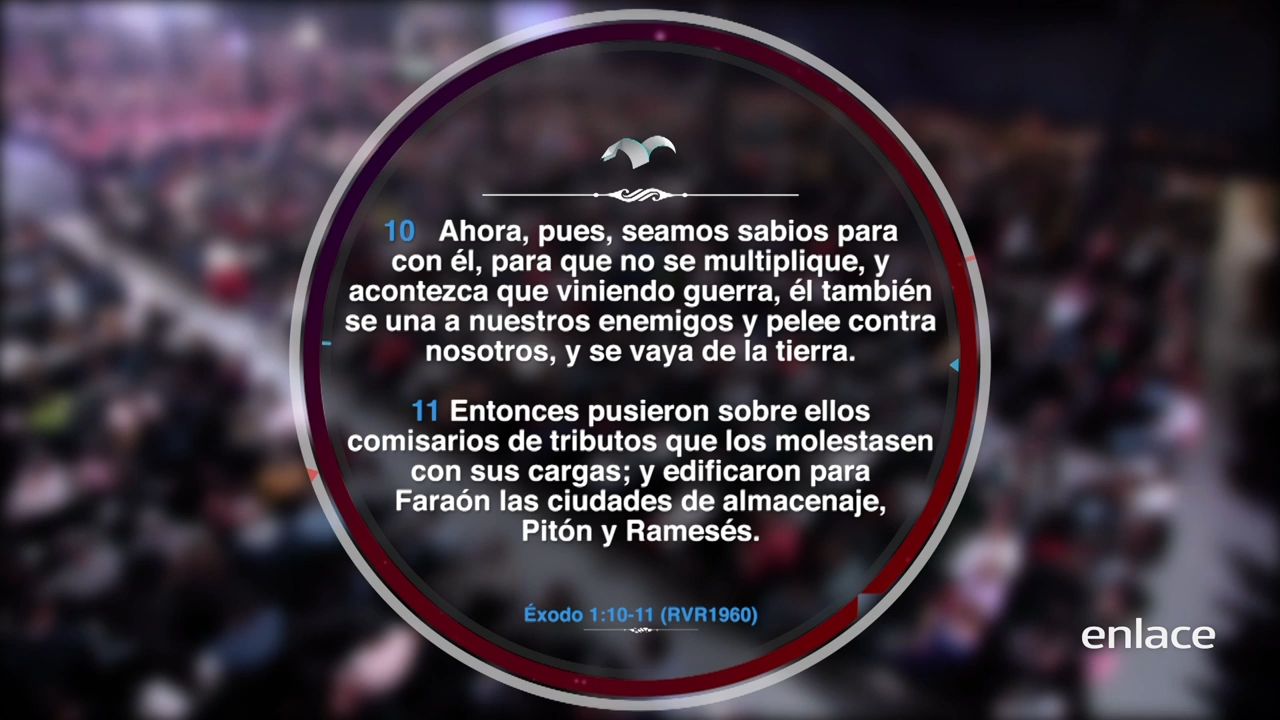 10 Ahora, pues, seamos sabios para
con él, para que no se multiplique, y
acontezca que viniendo guerra, él también
se una a nuestros enemigos y pelee contra
nosotros, y se vaya de la tierra.
11 Entonces pusieron sobre ellos
comisarios de tributos que los molestasen
con sus cargas; y edificaron para
Faraón las ciudades de almacenaje,
Pitón y Ramesés.
Éxodo 1:10-11 (RVR1960)
enlace